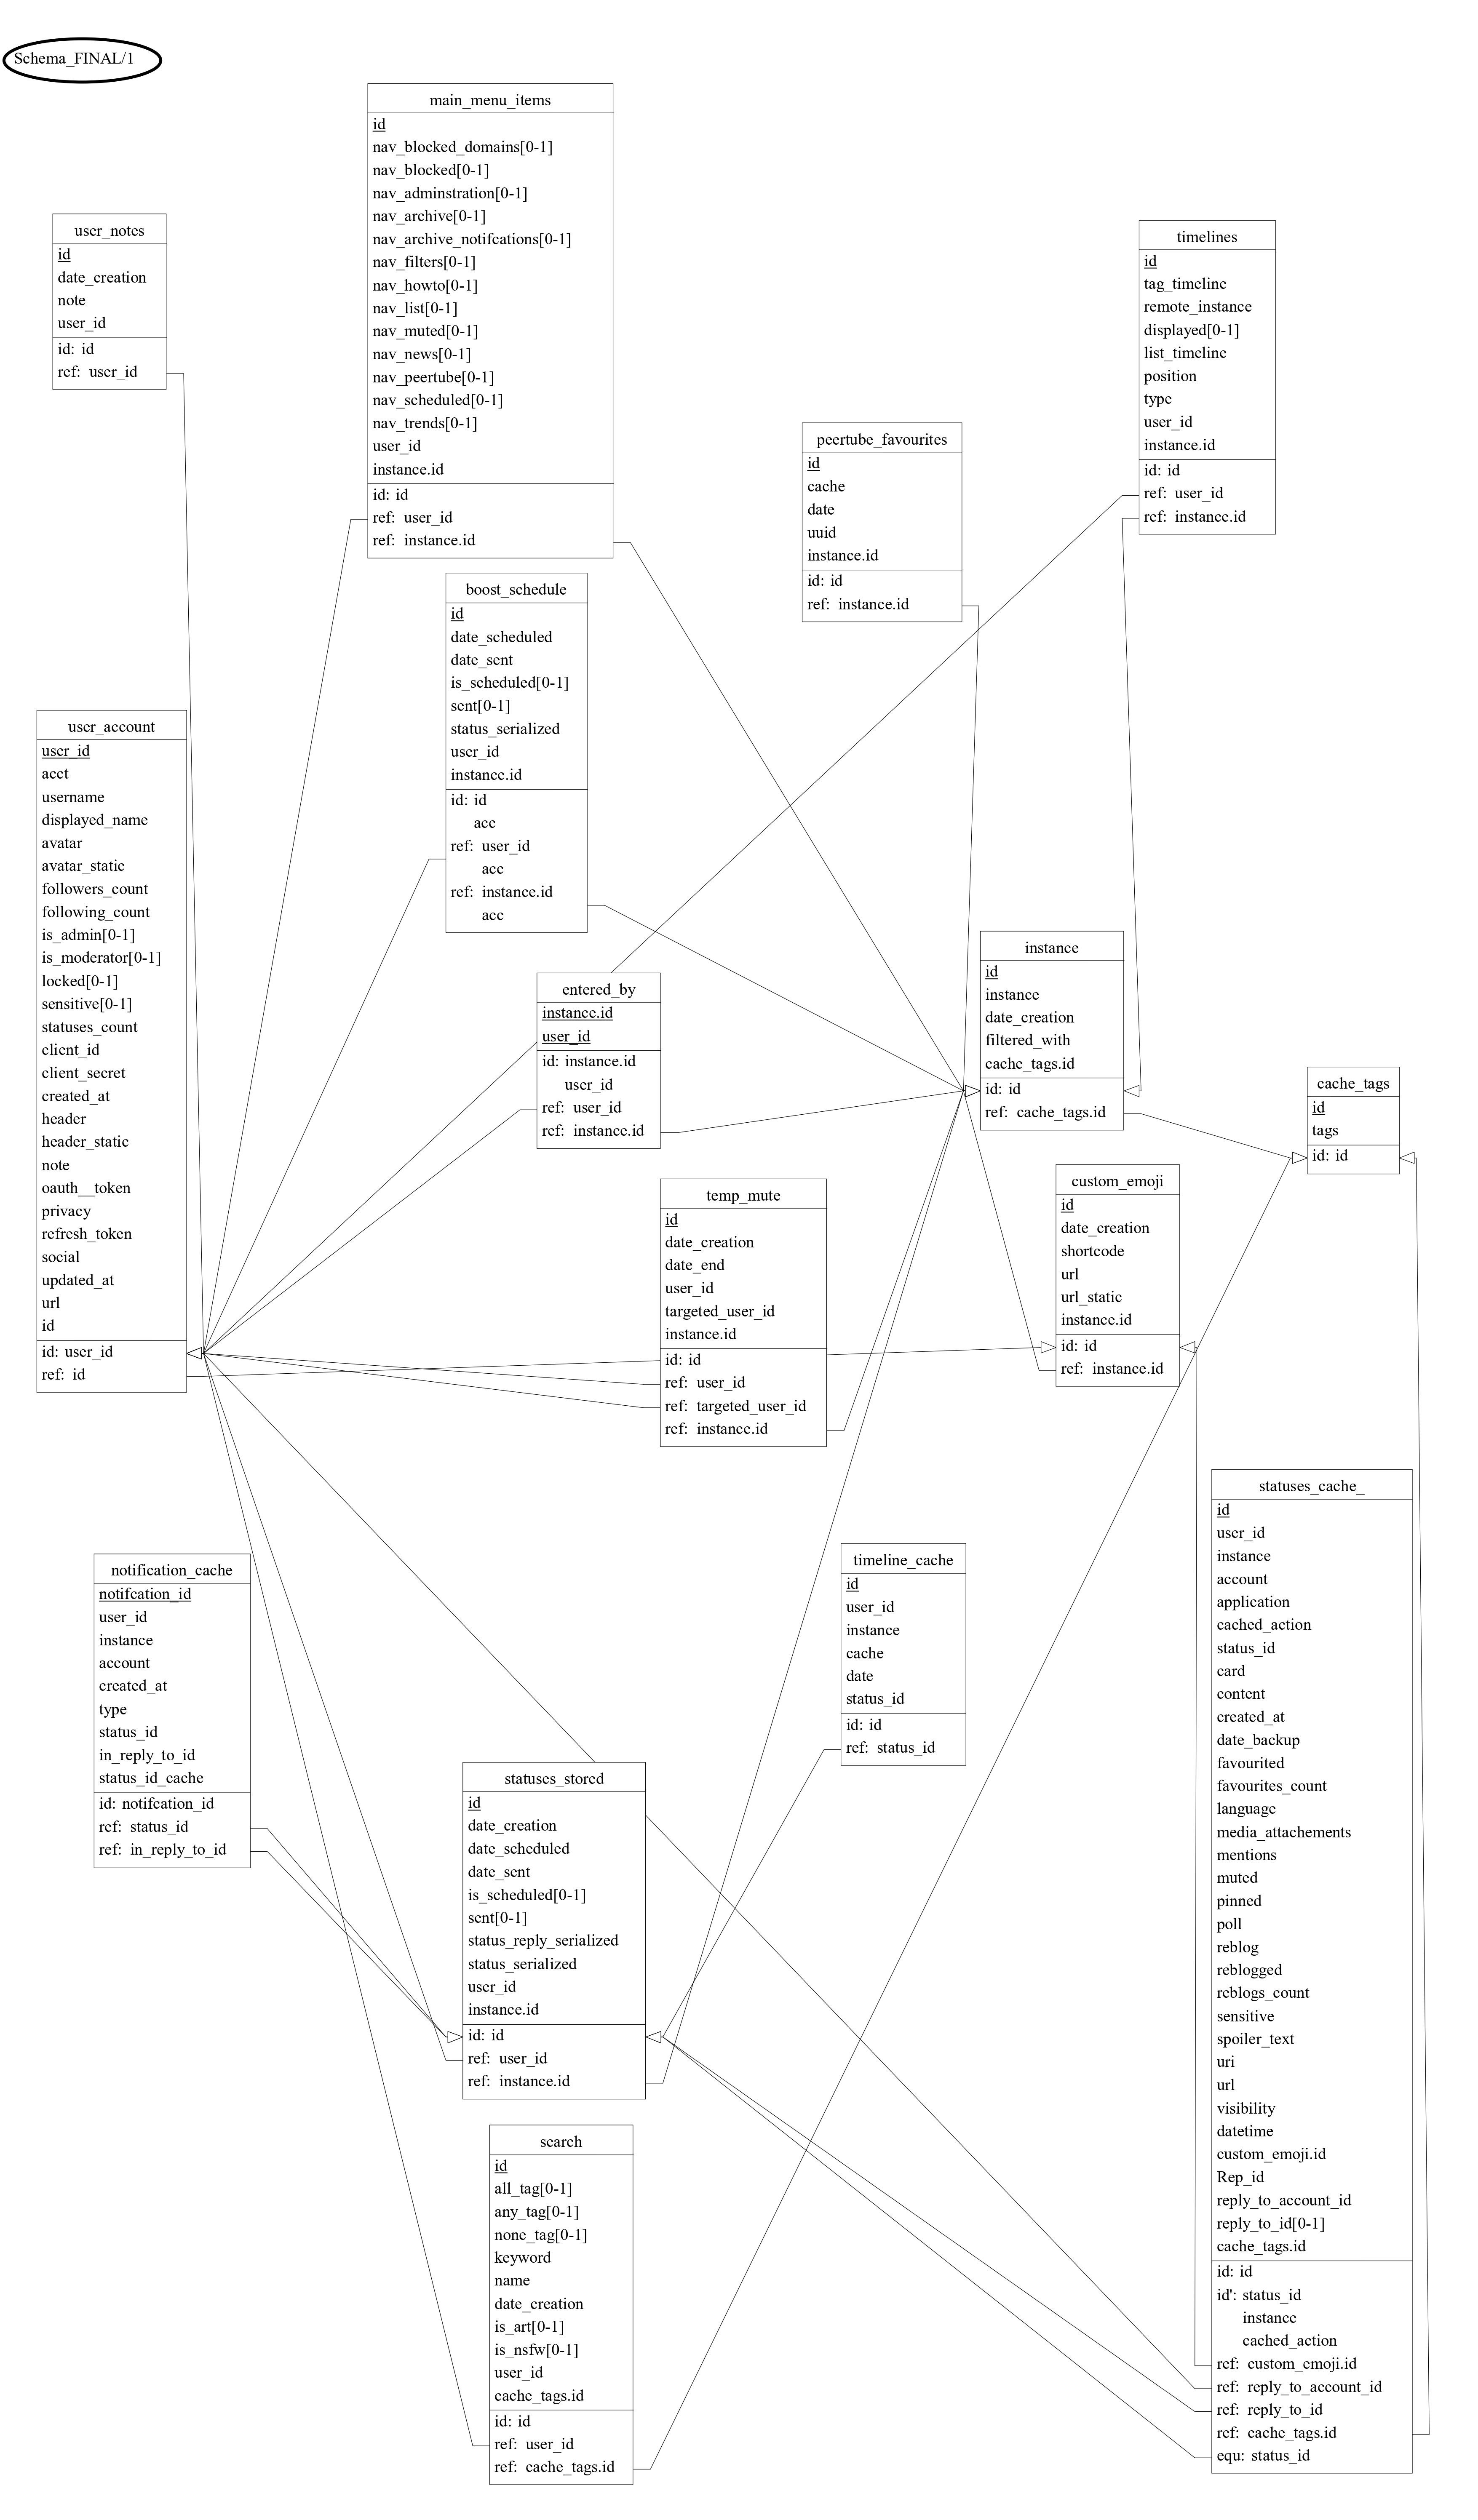 Schema_FINAL/1
main_menu_items
id
nav_blocked_domains[0-1]
nav_blocked[0-1]
nav_adminstration[0-1]
nav_archive[0-1]
nav_archive_notifcations[0-1]
nav_filters[0-1]
nav_howto[0-1]
nav_list[0-1]
nav_muted[0-1]
nav_news[0-1]
nav_peertube[0-1]
nav_scheduled[0-1]
nav_trends[0-1]
user_id
instance.id
id: id
ref: user_id
ref: instance.id
user_notes
id
date_creation
note
user_id
id: id
ref: user_id
timelines
id
tag_timeline
remote_instance
displayed[0-1]
list_timeline
position
type
user_id
instance.id
id: id
ref: user_id
ref: instance.id
peertube_favourites
id
cache
date
uuid
instance.id
id: id
ref: instance.id
boost_schedule
id
date_scheduled
date_sent
is_scheduled[0-1]
sent[0-1]
status_serialized
user_id
instance.id
id: id
acc
ref: user_id
acc
ref: instance.id
acc
user_account
user_id
acct
username
displayed_name
avatar
avatar_static
followers_count
following_count
is_admin[0-1]
is_moderator[0-1]
locked[0-1]
sensitive[0-1]
statuses_count
client_id
client_secret
created_at
header
header_static
note
oauth__token
privacy
refresh_token
social
updated_at
url
id
id: user_id
ref: id
instance
id
instance
date_creation
filtered_with
cache_tags.id
id: id
ref: cache_tags.id
entered_by
instance.id
user_id
id: instance.id
user_id
ref: user_id
ref: instance.id
cache_tags
id
tags
id: id
custom_emoji
id
date_creation
shortcode
url
url_static
instance.id
id: id
ref: instance.id
temp_mute
id
date_creation
date_end
user_id
targeted_user_id
instance.id
id: id
ref: user_id
ref: targeted_user_id
ref: instance.id
statuses_cache_
id
user_id
instance
account
application
cached_action
status_id
card
content
created_at
date_backup
favourited
favourites_count
language
media_attachements
mentions
muted
pinned
poll
reblog
reblogged
reblogs_count
sensitive
spoiler_text
uri
url
visibility
datetime
custom_emoji.id
Rep_id
reply_to_account_id
reply_to_id[0-1]
cache_tags.id
id: id
id': status_id
instance
cached_action
ref: custom_emoji.id
ref: reply_to_account_id
ref: reply_to_id
ref: cache_tags.id
equ: status_id
timeline_cache
id
user_id
instance
cache
date
status_id
id: id
ref: status_id
notification_cache
notifcation_id
user_id
instance
account
created_at
type
status_id
in_reply_to_id
status_id_cache
id: notifcation_id
ref: status_id
ref: in_reply_to_id
statuses_stored
id
date_creation
date_scheduled
date_sent
is_scheduled[0-1]
sent[0-1]
status_reply_serialized
status_serialized
user_id
instance.id
id: id
ref: user_id
ref: instance.id
search
id
all_tag[0-1]
any_tag[0-1]
none_tag[0-1]
keyword
name
date_creation
is_art[0-1]
is_nsfw[0-1]
user_id
cache_tags.id
id: id
ref: user_id
ref: cache_tags.id